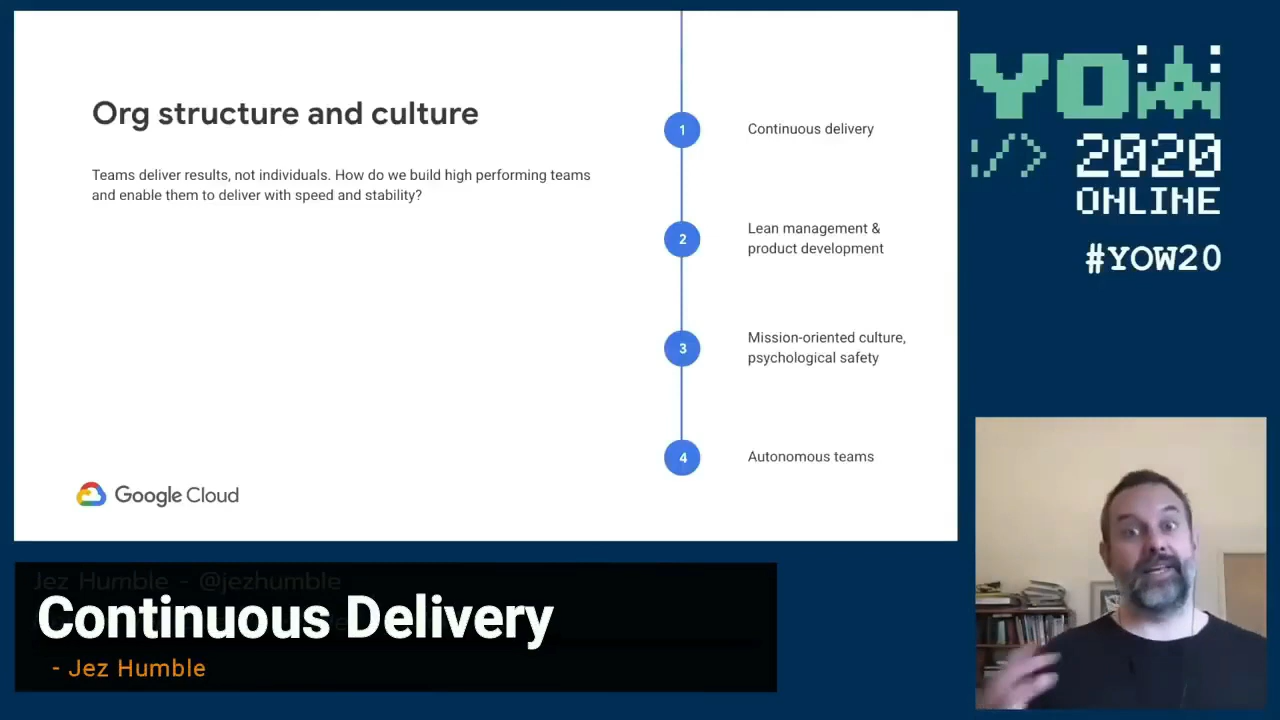 Org structure and culture
Teams deliver results, not individuals. How do we build high performing teams
and enable them to deliver with speed and stability?
1
Continuous delivery
2
Lean management &
product development
3
Mission-oriented culture,
psychological safety
4
Autonomous teams
Google Cloud
YOW
:/> 2020
ONLINE
#YOW20
Jez Humble - @jezhumble
Continuous Delivery
- Jez Humble